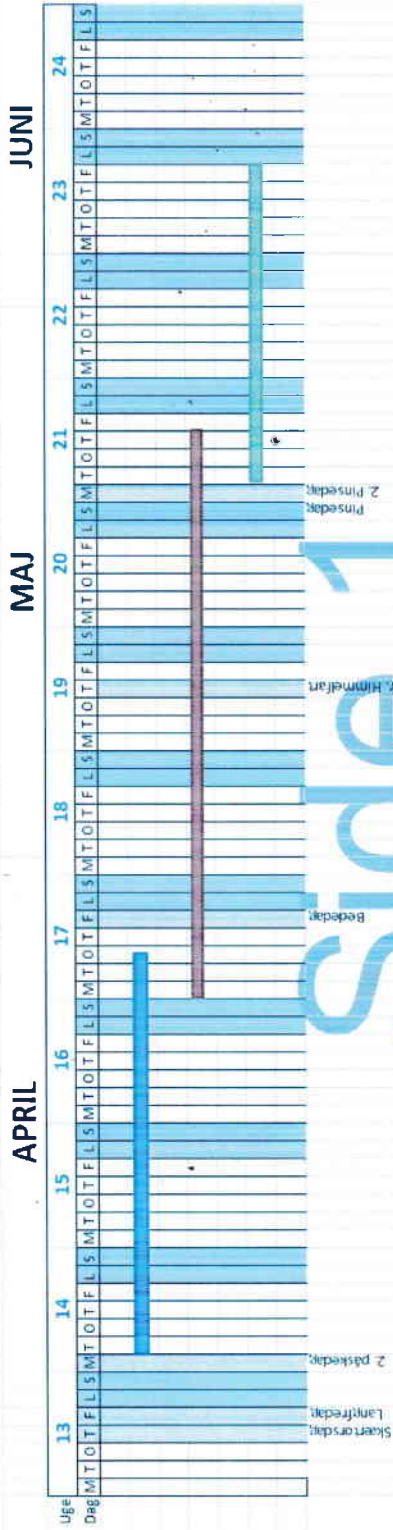 APRIL MAJ JUNI
Uge 13 14 15 16 17 18 19 20 21 22 23 24
Dag M T O T F L S M T O T F L S M T O T F L S M T O T F L S M T O T F L S M T O T F L S M T O T F L S M T O T F L S M T O T F L S M T O T F L S M T O T F L S M T O T F L S
Skærtorsdag;
Langfredag;
2. påskedag;
Bededag;
r. Himmelfart
Pinsedag;
2. Pinsedag;
Side 1